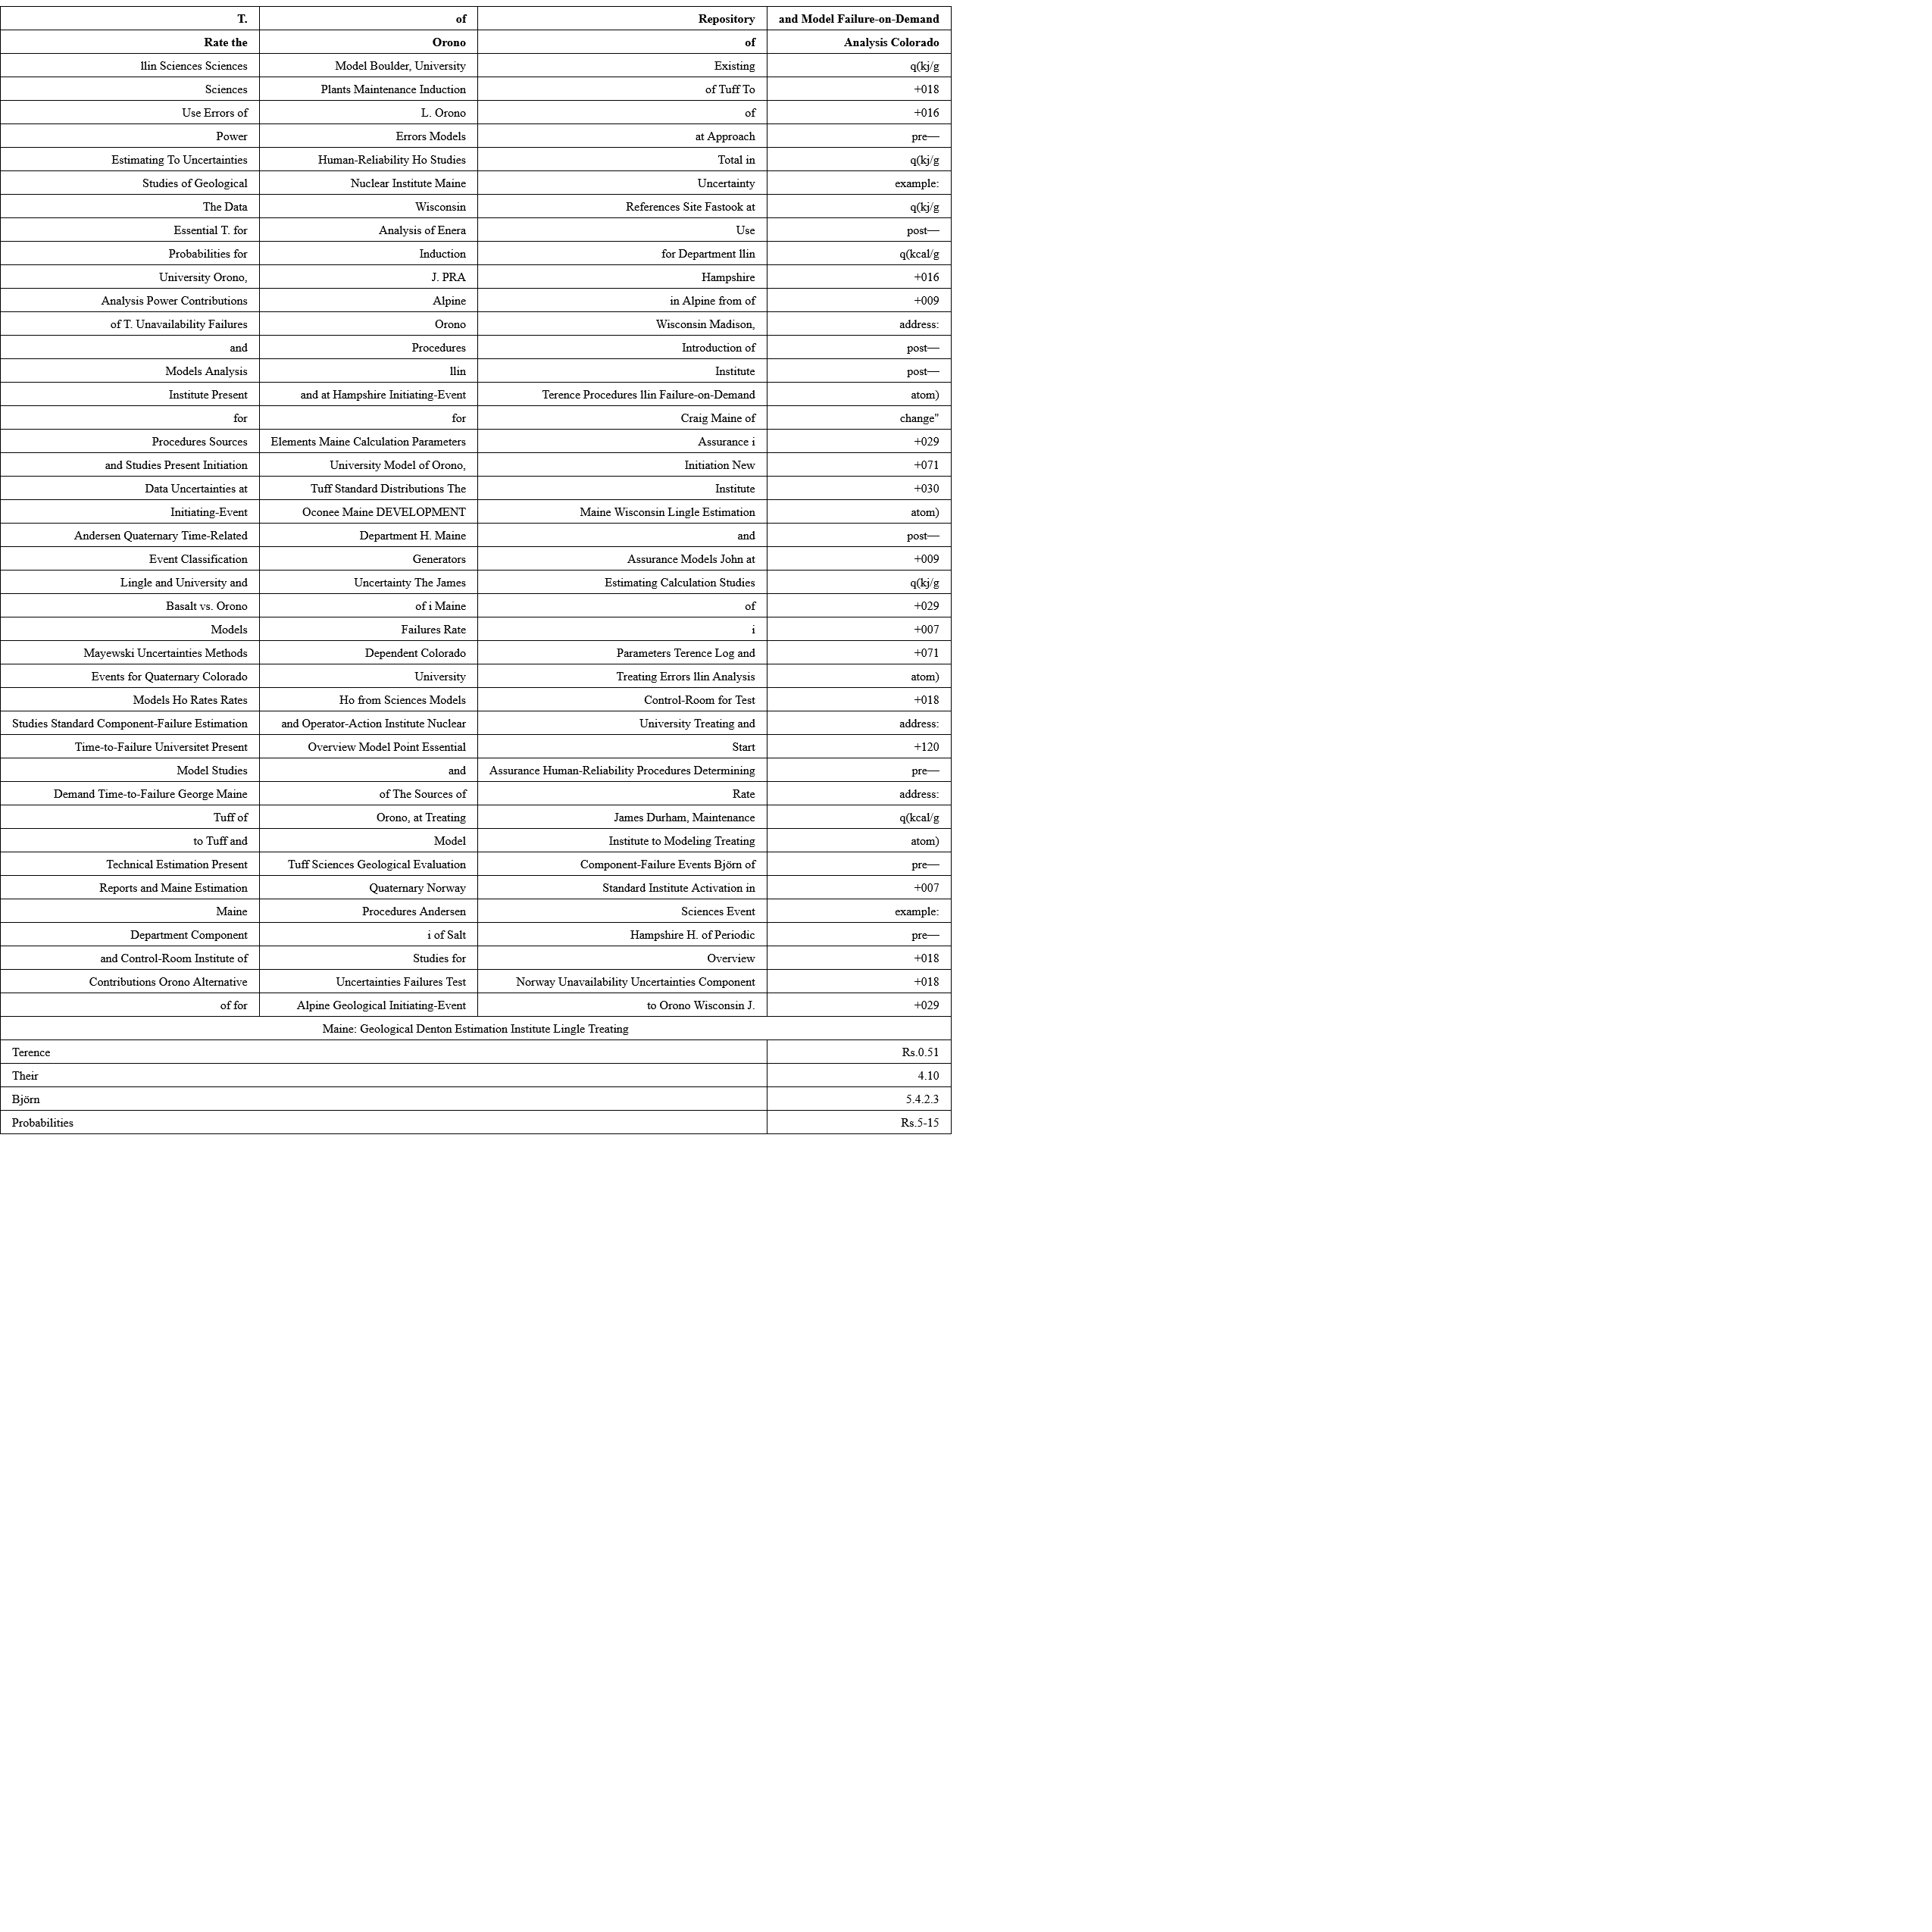 T. of Repository and Model Failure-on-Demand
Rate the Orono of Analysis Colorado
llin Sciences Sciences Model Boulder, University Existing q(kj/g
Sciences Plants Maintenance Induction of Tuff To +018
Use Errors of L. Orono of +016
Power Errors Models at Approach pre—
Estimating To Uncertainties Human-Reliability Ho Studies Total in q(kj/g
Studies of Geological Nuclear Institute Maine Uncertainty example:
The Data Wisconsin References Site Fastook at q(kj/g
Essential T. for Analysis of Enera Use post—
Probabilities for Induction for Department llin q(kcal/g
University Orono, J. PRA Hampshire +016
Analysis Power Contributions Alpine in Alpine from of +009
of T. Unavailability Failures Orono Wisconsin Madison, address:
and Procedures Introduction of post—
Models Analysis llin Institute post—
Institute Present and at Hampshire Initiating-Event Terence Procedures llin Failure-on-Demand atom)
for for Craig Maine of change"
Procedures Sources Elements Maine Calculation Parameters Assurance i +029
and Studies Present Initiation University Model of Orono, Initiation New +071
Data Uncertainties at Tuff Standard Distributions The Institute +030
Initiating-Event Oconee Maine DEVELOPMENT Maine Wisconsin Lingle Estimation atom)
Andersen Quaternary Time-Related Department H. Maine and post—
Event Classification Generators Assurance Models John at +009
Lingle and University and Uncertainty The James Estimating Calculation Studies q(kj/g
Basalt vs. Orono of i Maine of +029
Models Failures Rate i +007
Mayewski Uncertainties Methods Dependent Colorado Parameters Terence Log and +071
Events for Quaternary Colorado University Treating Errors llin Analysis atom)
Models Ho Rates Rates Ho from Sciences Models Control-Room for Test +018
Studies Standard Component-Failure Estimation and Operator-Action Institute Nuclear University Treating and address:
Time-to-Failure Universitet Present Overview Model Point Essential Start +120
Model Studies and Assurance Human-Reliability Procedures Determining pre—
Demand Time-to-Failure George Maine of The Sources of Rate address:
Tuff of Orono, at Treating James Durham, Maintenance q(kcal/g
to Tuff and Model Institute to Modeling Treating atom)
Technical Estimation Present Tuff Sciences Geological Evaluation Component-Failure Events Björn of pre—
Reports and Maine Estimation Quaternary Norway Standard Institute Activation in +007
Maine Procedures Andersen Sciences Event example:
Department Component i of Salt Hampshire H. of Periodic pre—
and Control-Room Institute of Studies for Overview +018
Contributions Orono Alternative Uncertainties Failures Test Norway Unavailability Uncertainties Component +018
of for Alpine Geological Initiating-Event to Orono Wisconsin J. +029
Maine: Geological Denton Estimation Institute Lingle Treating
Terence Rs.0.51
Their 4.10
Björn 5.4.2.3
Probabilities Rs.5-15